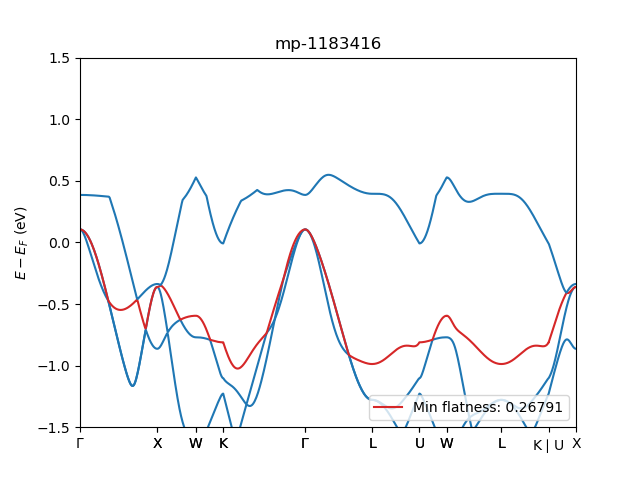 mp-1183416
E − E_F (eV)
1.5
1.0
0.5
0.0
−0.5
−1.0
−1.5
Min flatness: 0.26791
Γ X W K Γ L U W L K | U X